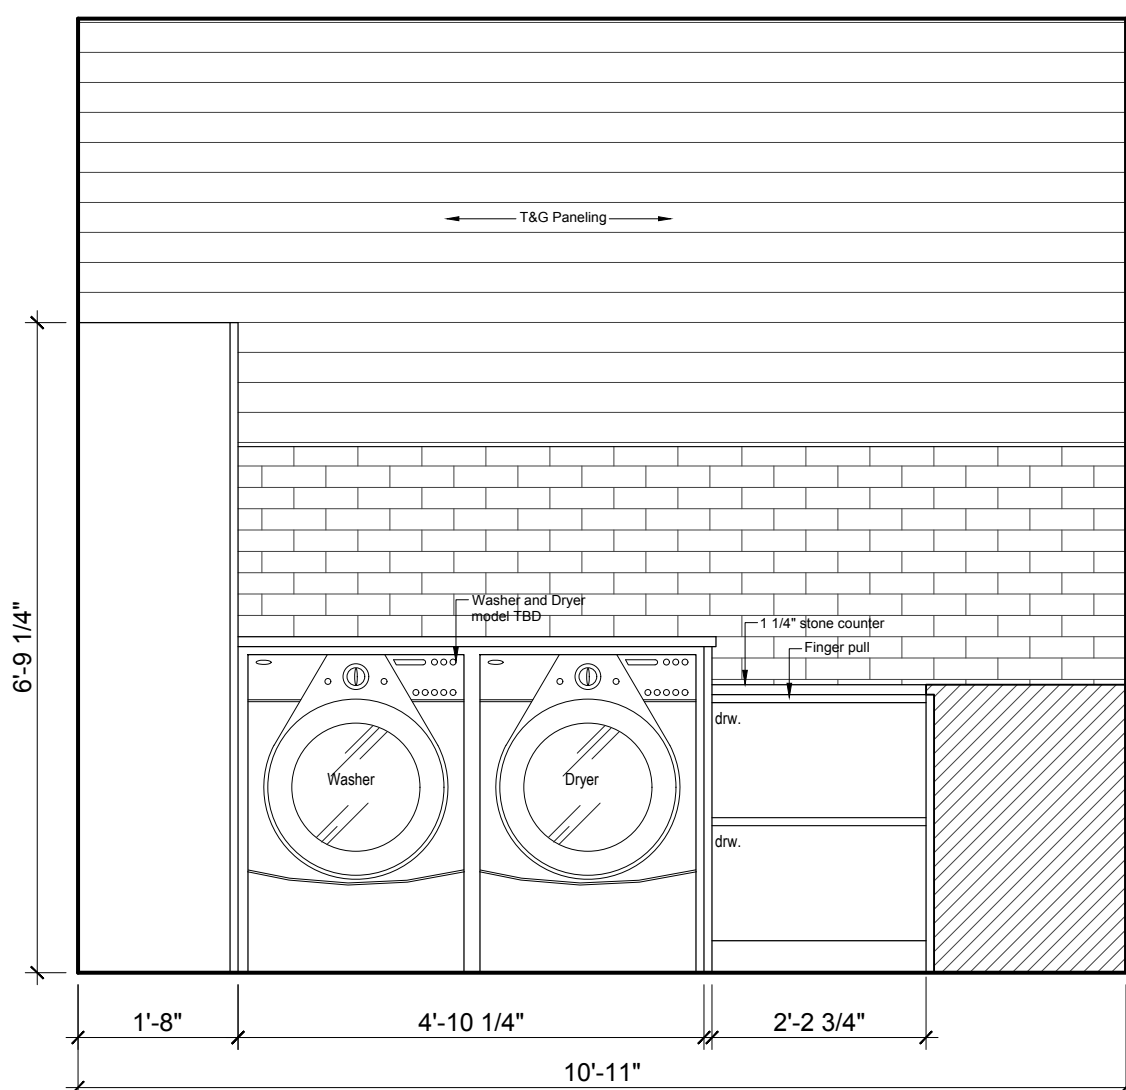 T&G Paneling
Washer and Dryer
model TBD
1 1/4" stone counter
Finger pull
drw.
Washer
Dryer
drw.
6'-9 1/4"
1'-8"
4'-10 1/4"
2'-2 3/4"
10'-11"